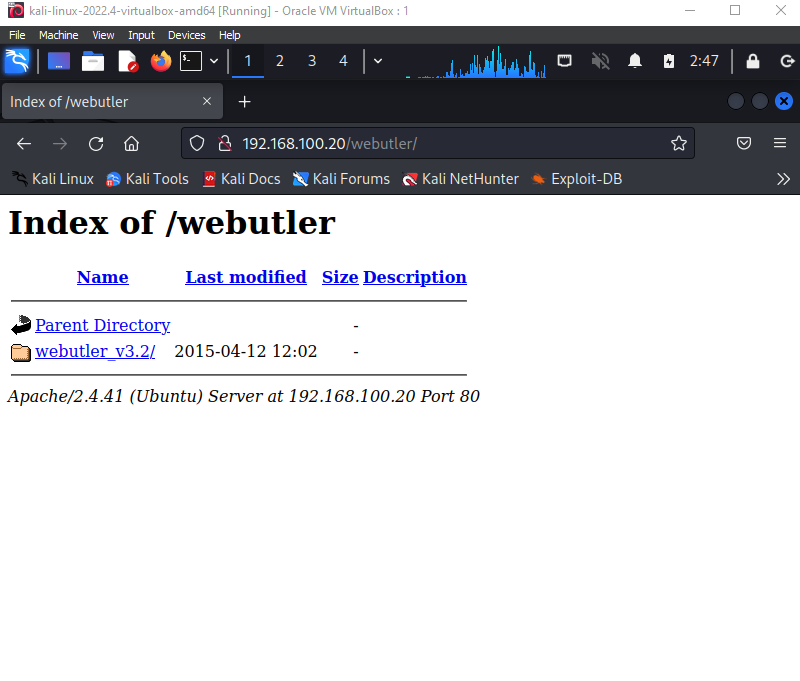 kali-linux-2022.4-virtualbox-amd64 [Running] - Oracle VM VirtualBox : 1
File Machine View Input Devices Help
1 2 3 4 2:47
Index of /webutler
192.168.100.20/webutler/
Kali Linux Kali Tools Kali Docs Kali Forums Kali NetHunter Exploit-DB
Index of /webutler
Name Last modified Size Description
Parent Directory -
webutler_v3.2/ 2015-04-12 12:02 -
Apache/2.4.41 (Ubuntu) Server at 192.168.100.20 Port 80